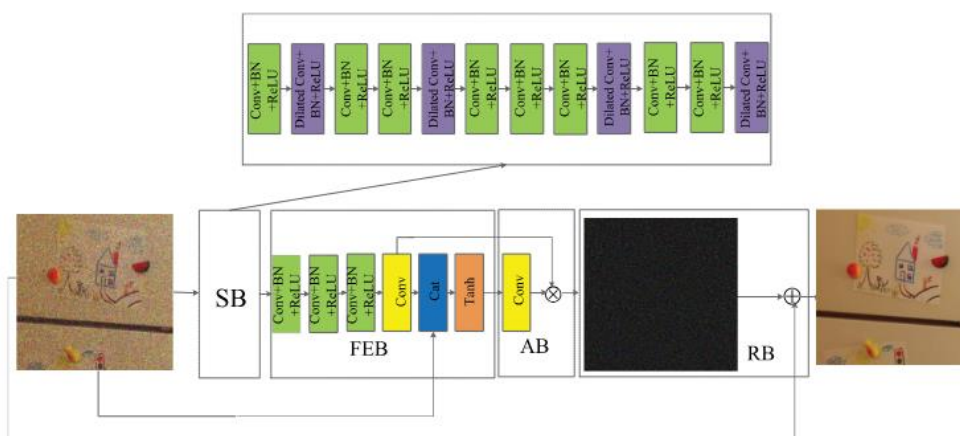 Conv+BN
+ReLU
Dilated Conv+
BN+ReLU
Conv+BN
+ReLU
Conv+BN
+ReLU
Dilated Conv+
BN+ReLU
Conv+BN
+ReLU
Conv+BN
+ReLU
Conv+BN
+ReLU
Dilated Conv+
BN+ReLU
Conv+BN
+ReLU
Conv+BN
+ReLU
Dilated Conv+
BN+ReLU
SB
Conv+BN
+ReLU
Conv+BN
+ReLU
Conv+BN
+ReLU
Conv
Cat
Tanh
FEB
Conv
AB
RB